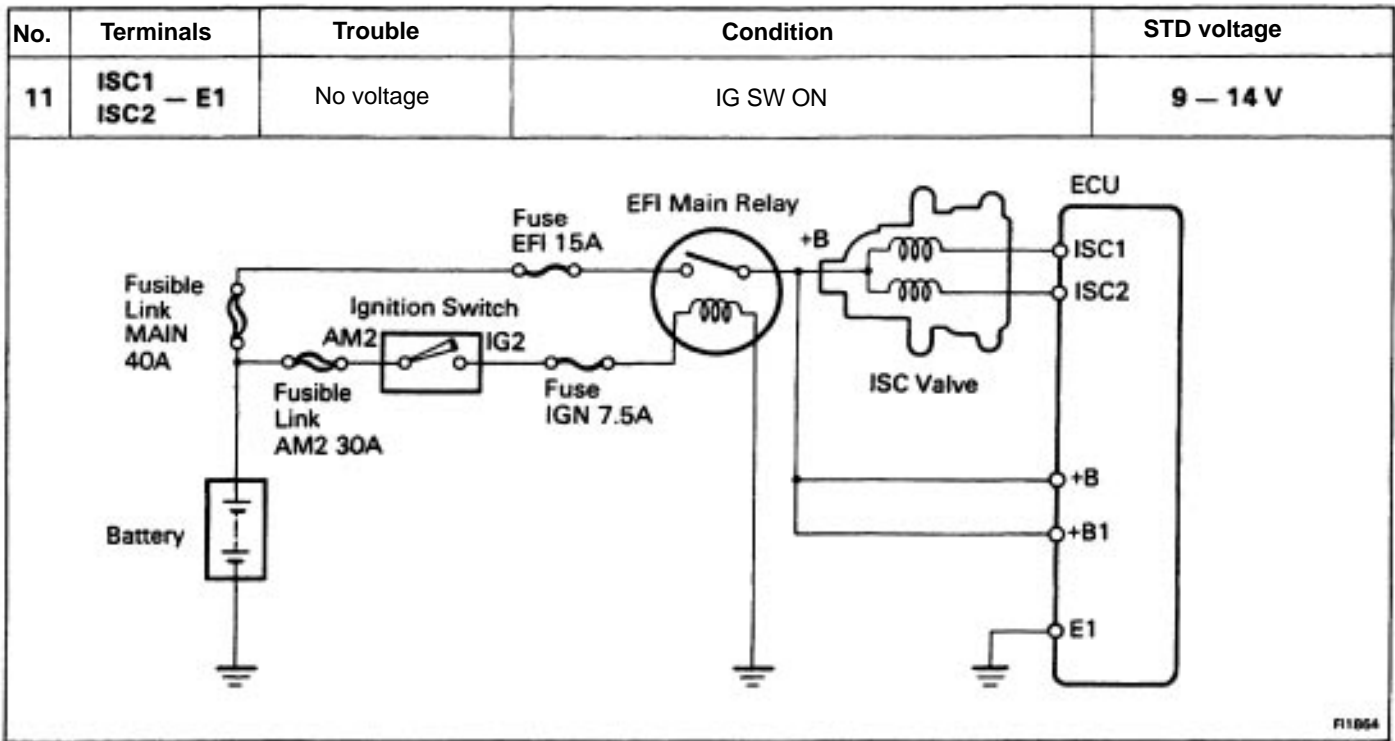 No. Terminals Trouble Condition STD voltage
11 ISC1 ISC2 — E1 No voltage IG SW ON 9 — 14 V
ECU
EFI Main Relay
Fuse
EFI 15A
+B
ISC1
ISC2
Fusible
Link
MAIN
40A
Ignition Switch
AM2
IG2
ISC Valve
Fusible
Link
AM2 30A
Fuse
IGN 7.5A
+B
Battery
+B1
E1
FI1864